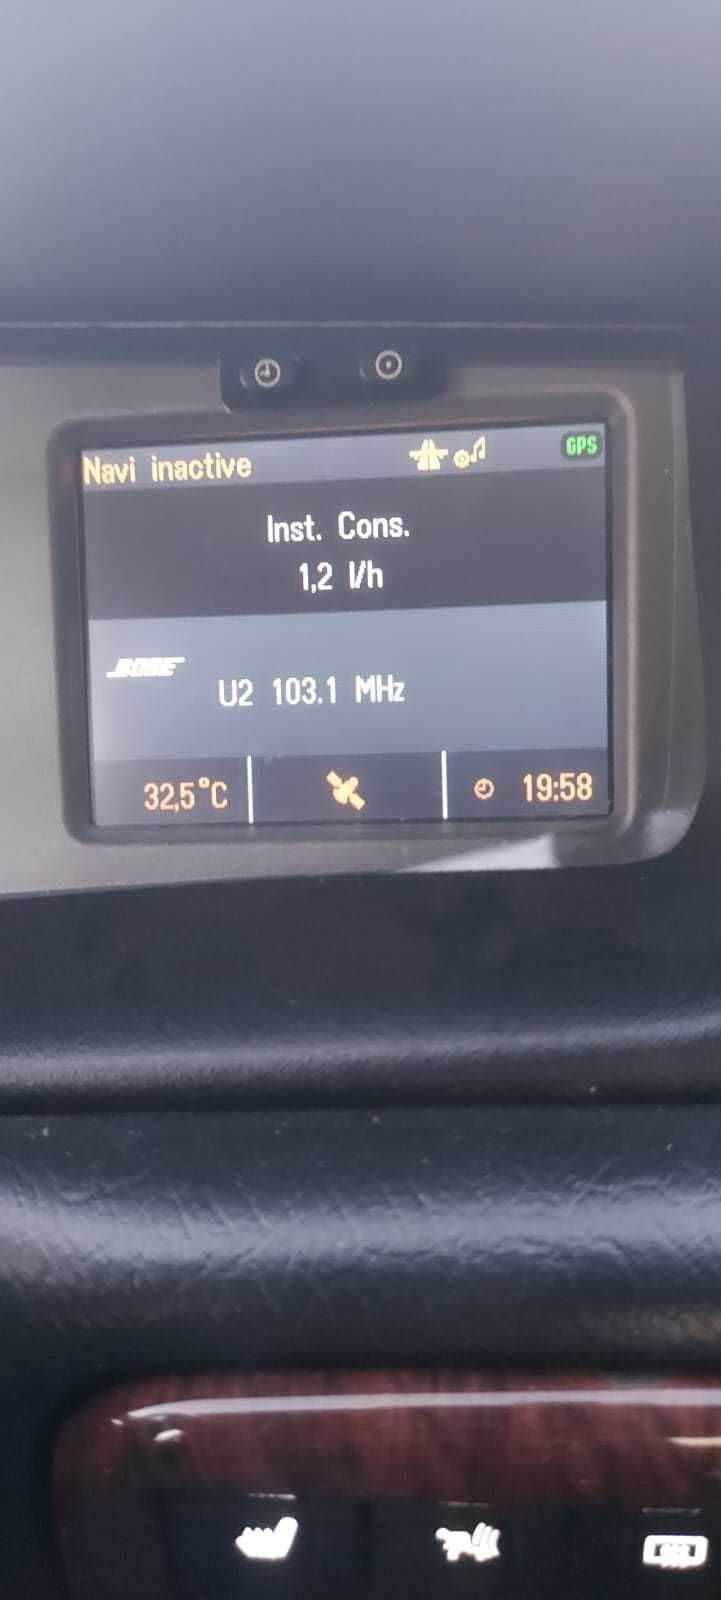 Navi inactive
GPS
Inst. Cons.
1,2 l/h
BOSE
U2 103.1 MHz
32,5°C
19:58